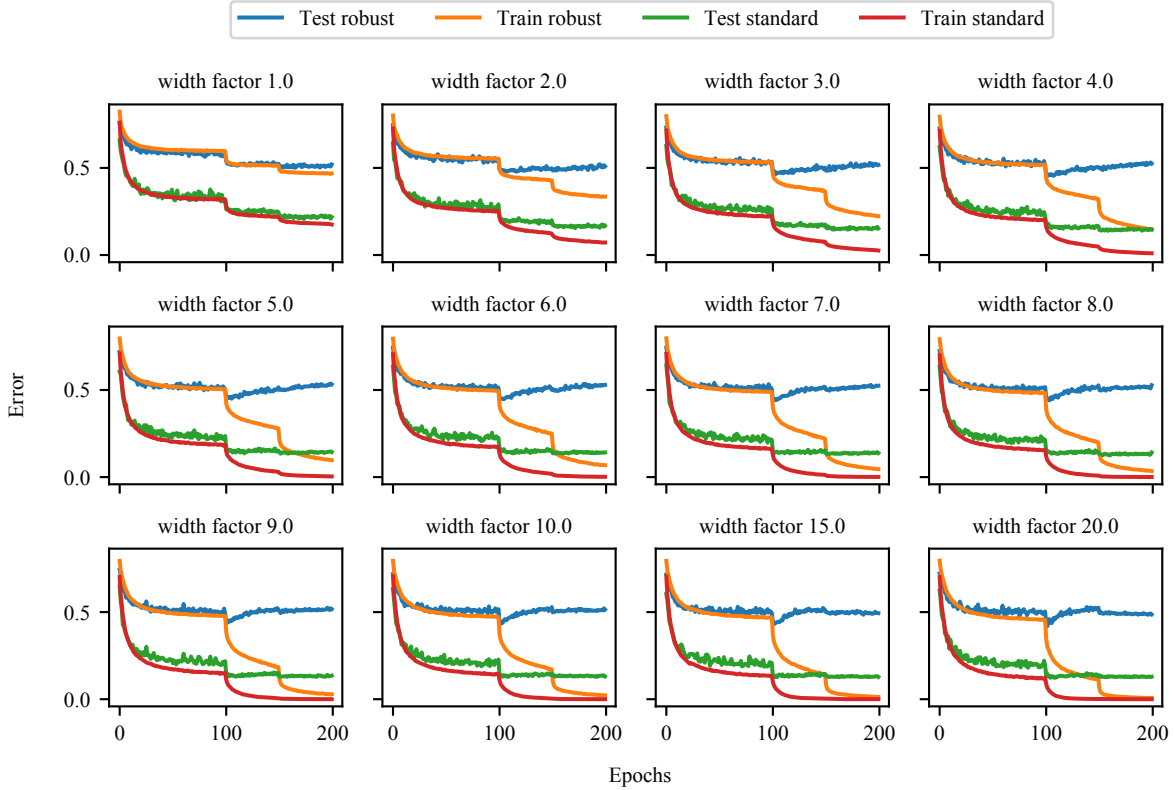 Test robust Train robust Test standard Train standard
width factor 1.0 width factor 2.0 width factor 3.0 width factor 4.0
0.5
0.0
0 100 200
width factor 5.0 width factor 6.0 width factor 7.0 width factor 8.0
Error
0.5
0.0
width factor 9.0 width factor 10.0 width factor 15.0 width factor 20.0
0.5
0.0
0 100 200 0 100 200 0 100 200 0 100 200
Epochs